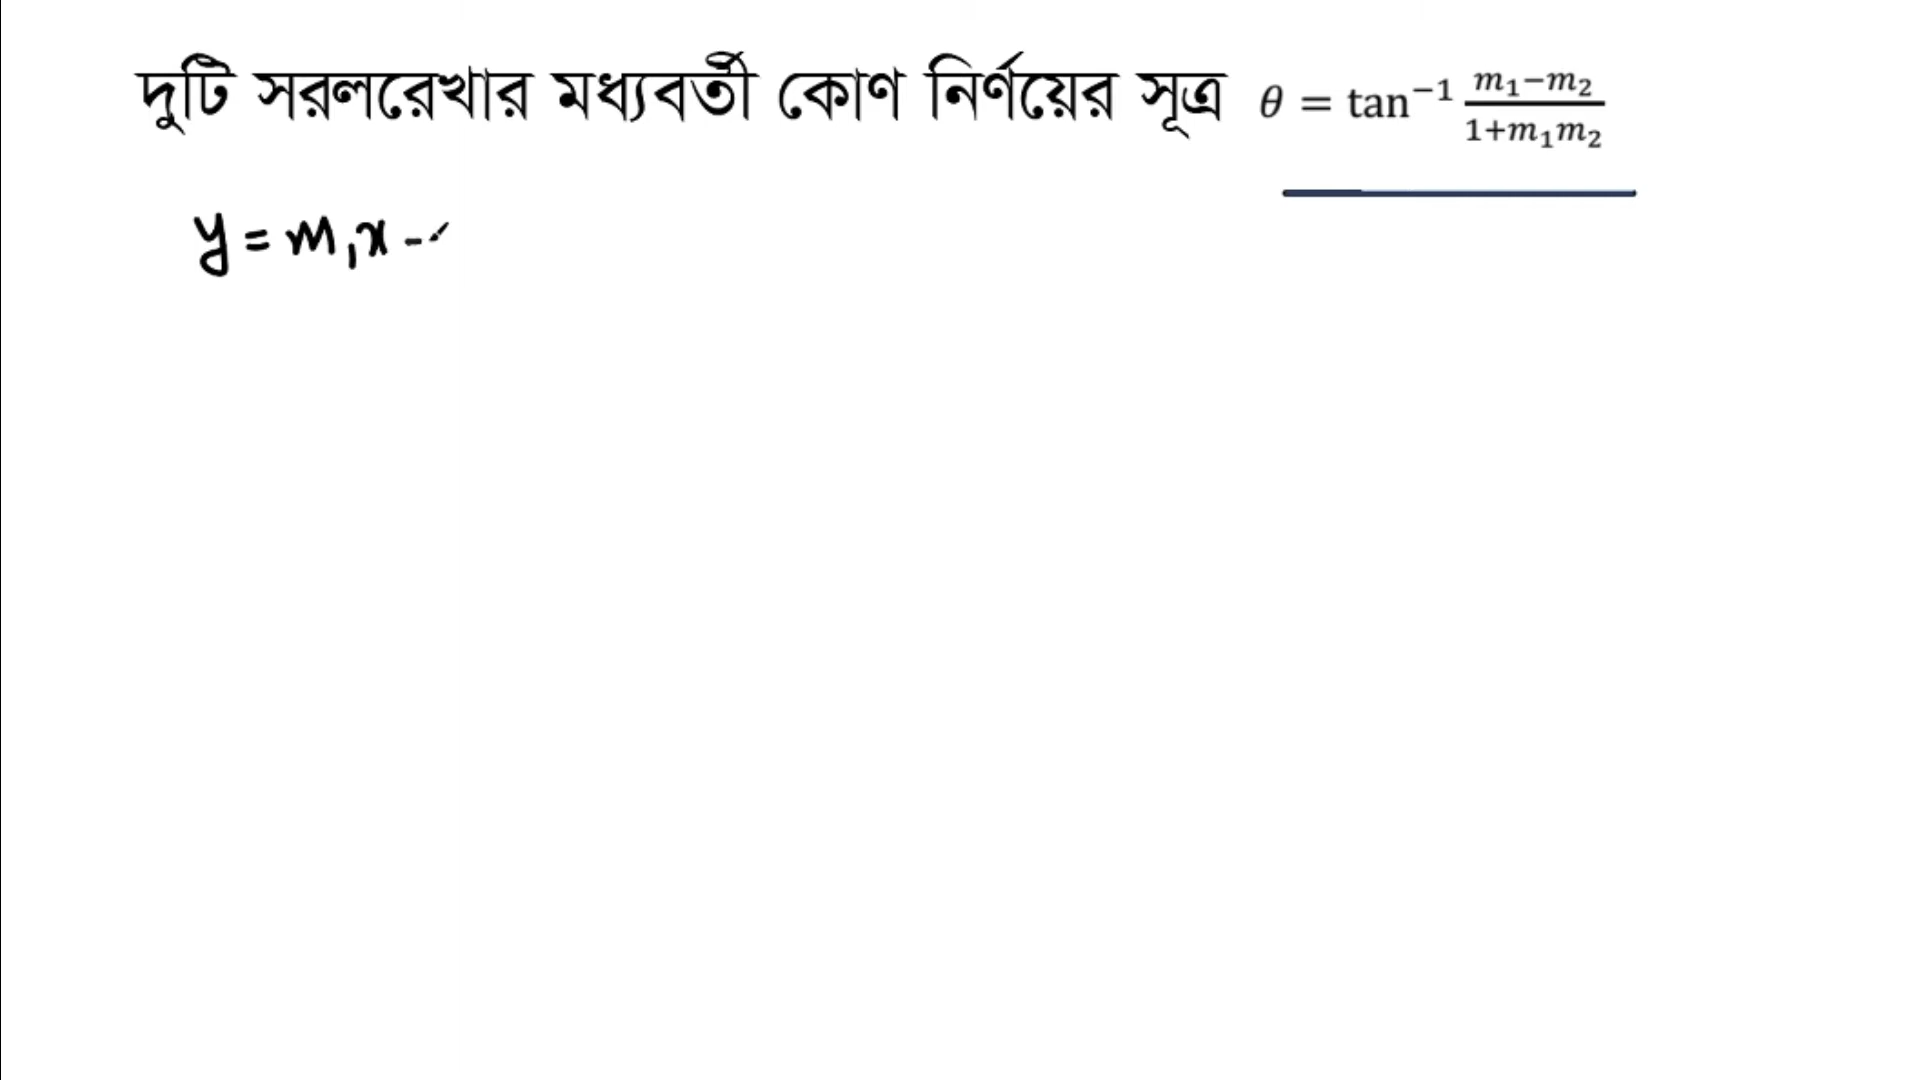 দুটি সরলরেখার মধ্যবর্তী কোণ নির্ণয়ের সূত্র θ = tan⁻¹ (m₁−m₂)/(1+m₁m₂)
y = m₁x -